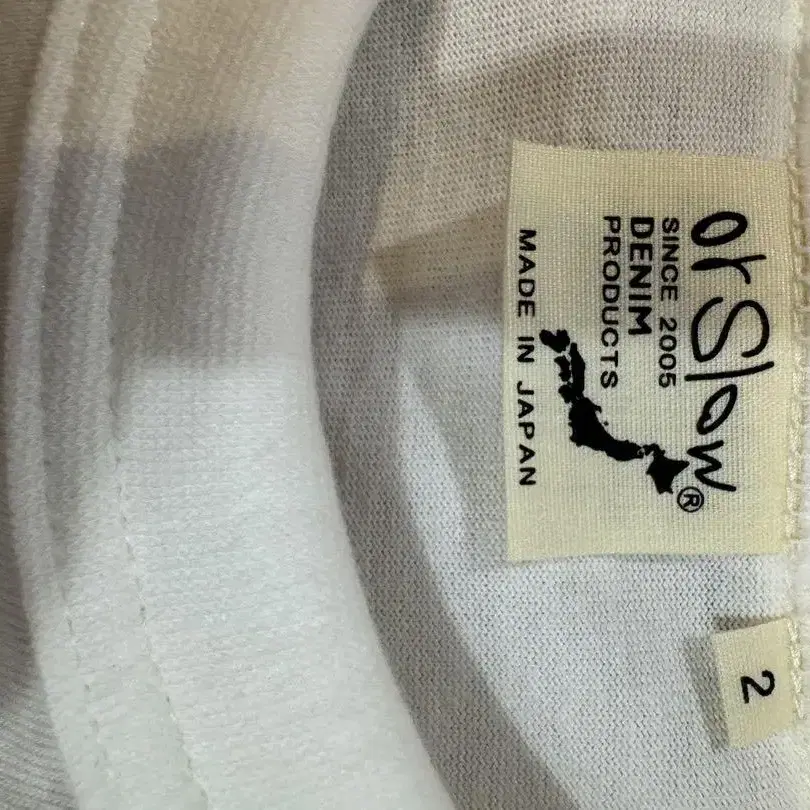 orSlow®
SINCE 2005
DENIM
PRODUCTS
MADE IN JAPAN
2